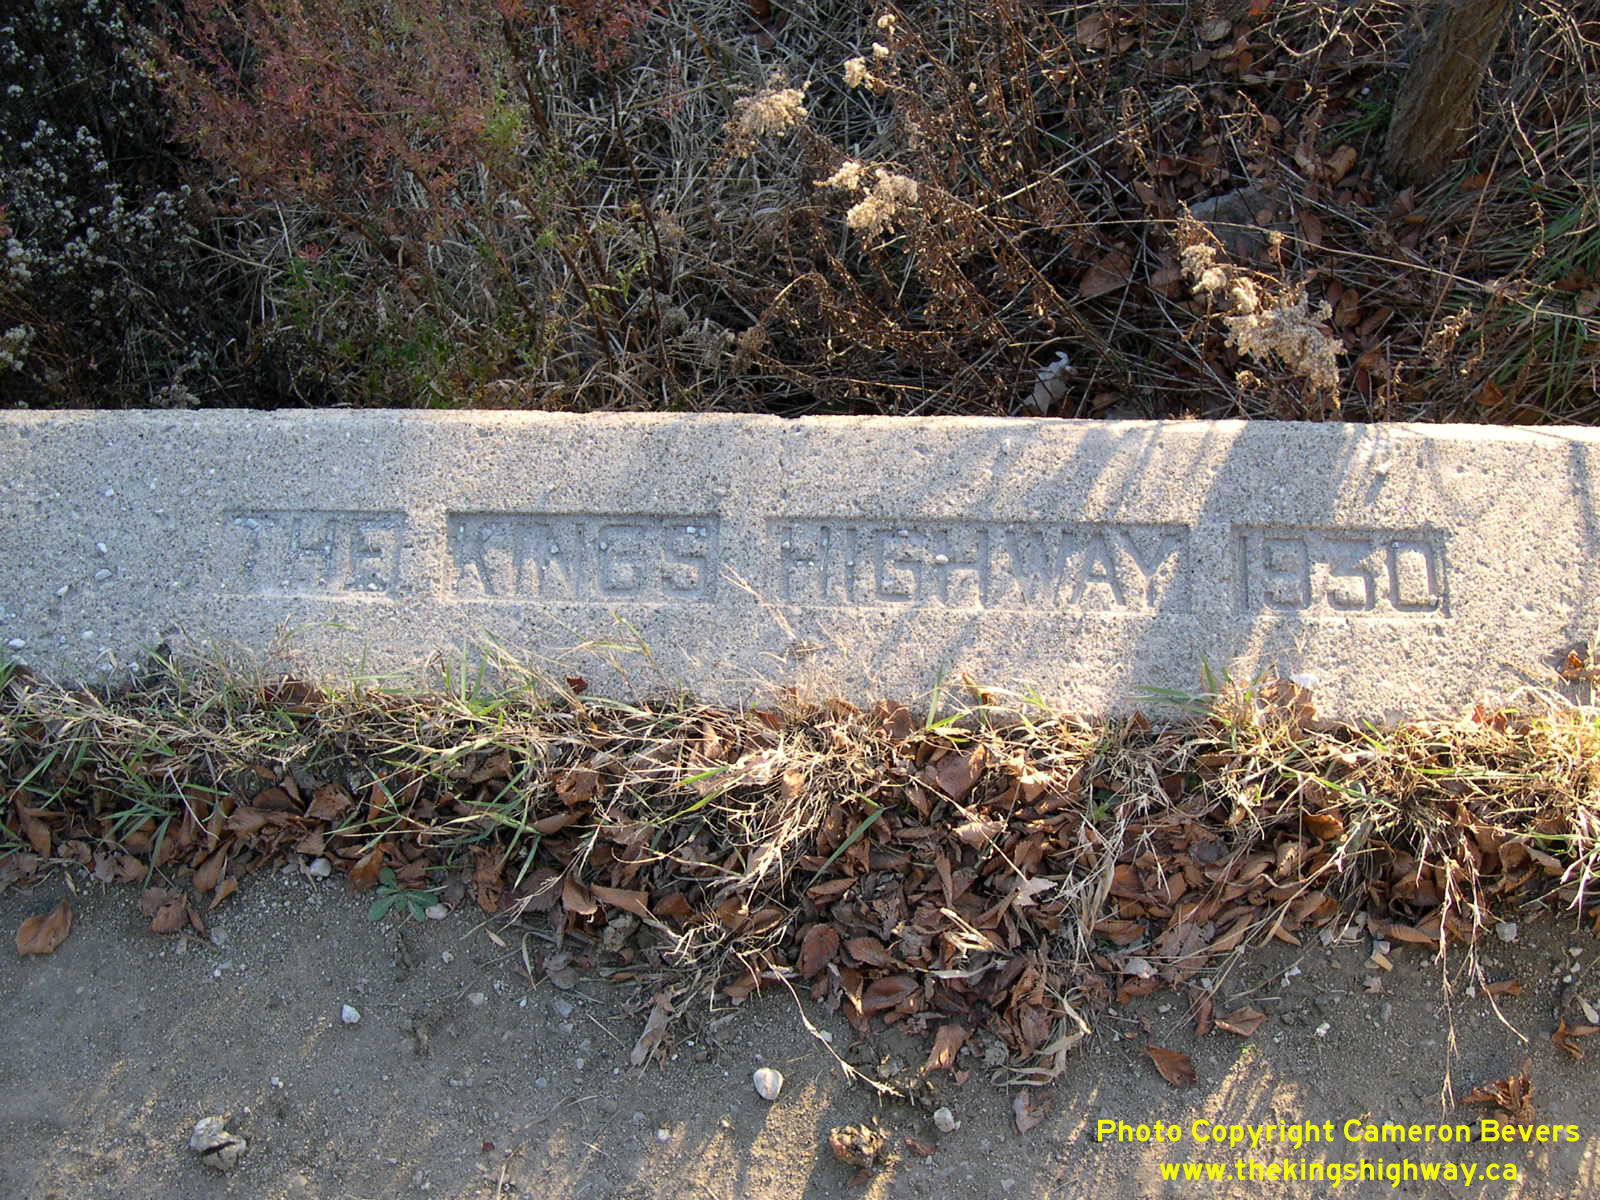 THE KINGS HIGHWAY 1930
Photo Copyright Cameron Bevers
www.thekingshighway.ca